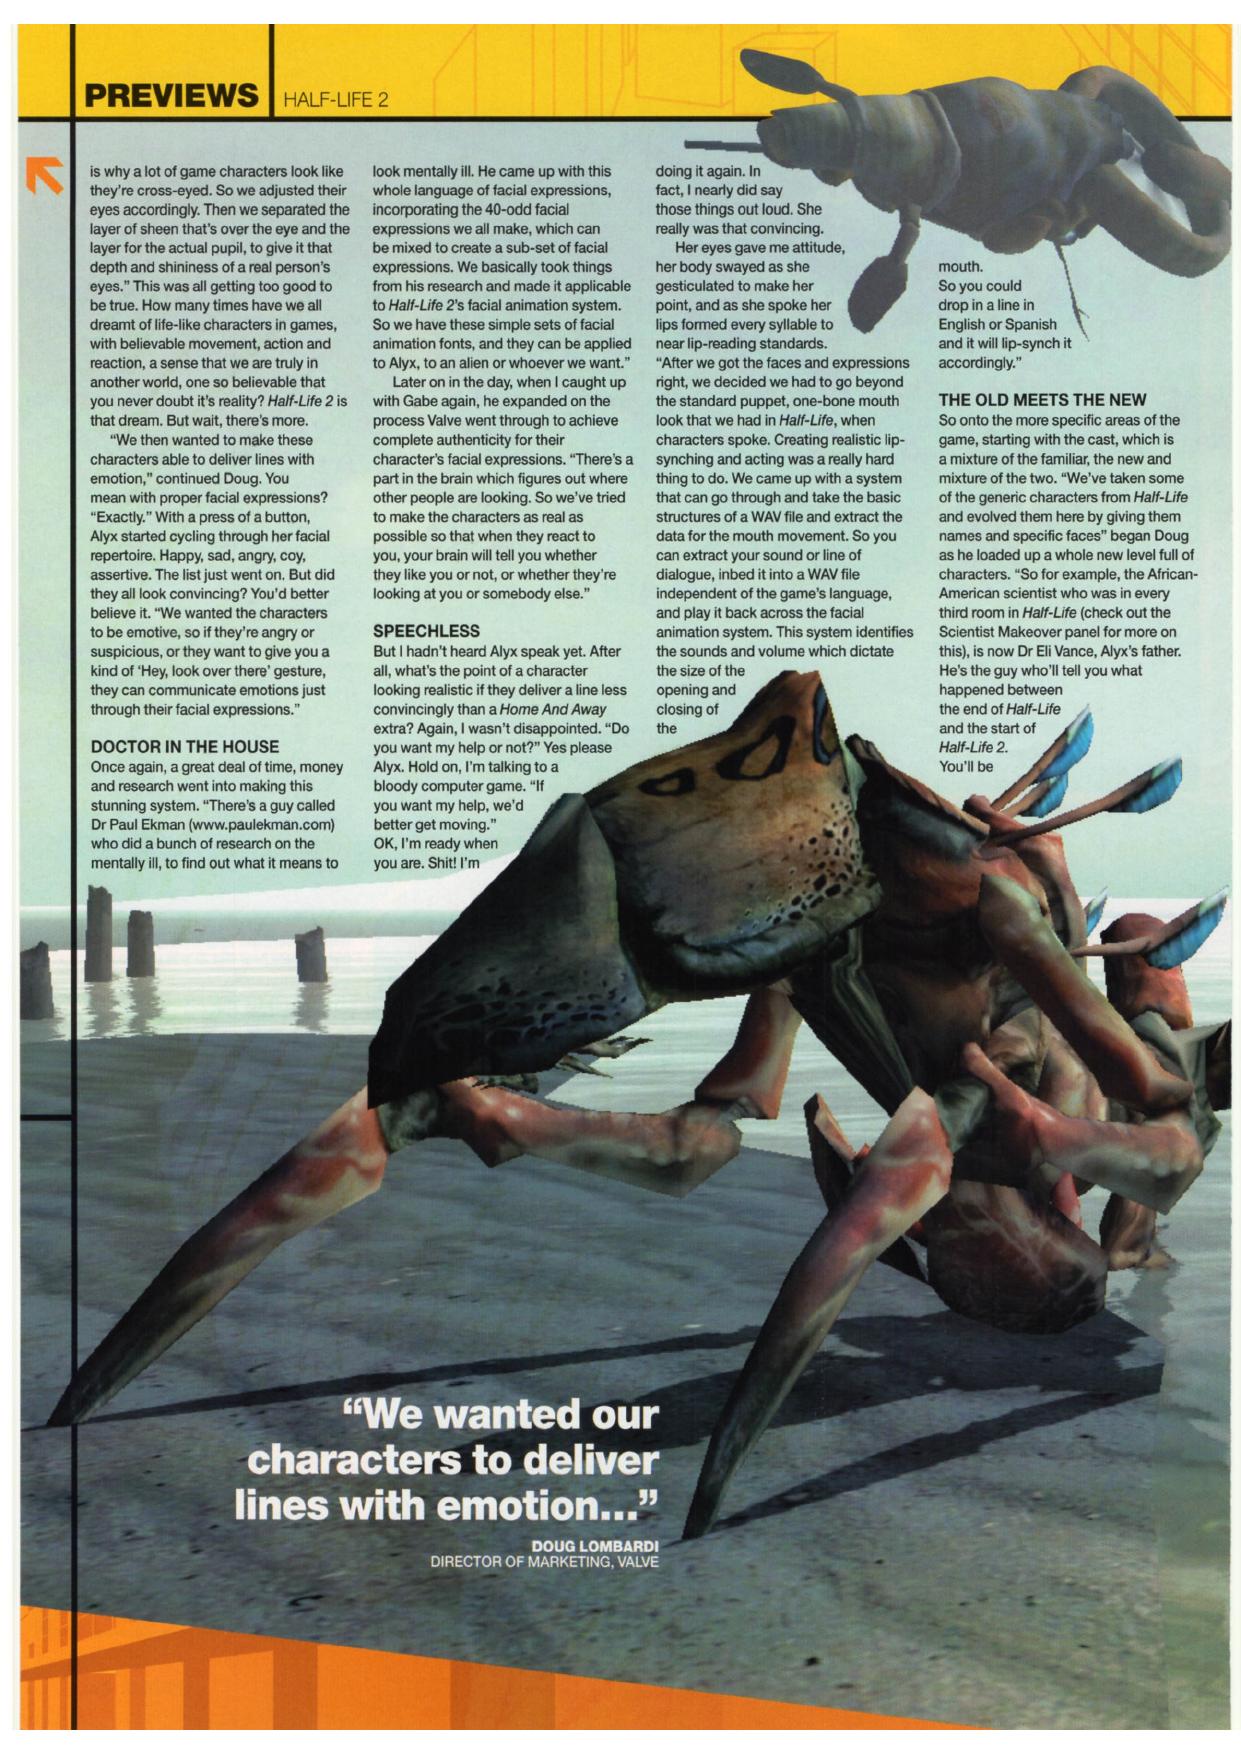 PREVIEWS
HALF-LIFE 2
is why a lot of game characters look like
they're cross-eyed. So we adjusted their
eyes accordingly. Then we separated the
layer of sheen that's over the eye and the
layer for the actual pupil, to give it that
depth and shininess of a real person's
eyes.” This was all getting too good to
be true. How many times have we all
dreamt of life-like characters in games,
with believable movement, action and
reaction, a sense that we are truly in
another world, one so believable that
you never doubt it's reality? Half-Life 2 is
that dream. But wait, there's more.
“We then wanted to make these
characters able to deliver lines with
emotion,” continued Doug. You
mean with proper facial expressions?
“Exactly.” With a press of a button,
Alyx started cycling through her facial
repertoire. Happy, sad, angry, coy,
assertive. The list just went on. But did
they all look convincing? You'd better
believe it. “We wanted the characters
to be emotive, so if they're angry or
suspicious, or they want to give you a
kind of ‘Hey, look over there’ gesture,
they can communicate emotions just
through their facial expressions.”
DOCTOR IN THE HOUSE
Once again, a great deal of time, money
and research went into making this
stunning system. “There's a guy called
Dr Paul Ekman (www.paulekman.com)
who did a bunch of research on the
mentally ill, to find out what it means to
look mentally ill. He came up with this
whole language of facial expressions,
incorporating the 40-odd facial
expressions we all make, which can
be mixed to create a sub-set of facial
expressions. We basically took things
from his research and made it applicable
to Half-Life 2's facial animation system.
So we have these simple sets of facial
animation fonts, and they can be applied
to Alyx, to an alien or whoever we want.”
Later on in the day, when I caught up
with Gabe again, he expanded on the
process Valve went through to achieve
complete authenticity for their
character's facial expressions. “There's a
part in the brain which figures out where
other people are looking. So we've tried
to make the characters as real as
possible so that when they react to
you, your brain will tell you whether
they like you or not, or whether they're
looking at you or somebody else.”
SPEECHLESS
But I hadn't heard Alyx speak yet. After
all, what's the point of a character
looking realistic if they deliver a line less
convincingly than a Home And Away
extra? Again, I wasn't disappointed. “Do
you want my help or not?” Yes please
Alyx. Hold on, I'm talking to a
bloody computer game. “If
you want my help, we'd
better get moving.”
OK, I'm ready when
you are. Shit! I'm
doing it again. In
fact, I nearly did say
those things out loud. She
really was that convincing.
Her eyes gave me attitude,
her body swayed as she
gesticulated to make her
point, and as she spoke her
lips formed every syllable to
near lip-reading standards.
“After we got the faces and expressions
right, we decided we had to go beyond
the standard puppet, one-bone mouth
look that we had in Half-Life, when
characters spoke. Creating realistic lip-
synching and acting was a really hard
thing to do. We came up with a system
that can go through and take the basic
structures of a WAV file and extract the
data for the mouth movement. So you
can extract your sound or line of
dialogue, inbed it into a WAV file
independent of the game's language,
and play it back across the facial
animation system. This system identifies
the sounds and volume which dictate
the size of the
opening and
closing of
the
mouth.
So you could
drop in a line in
English or Spanish
and it will lip-synch it
accordingly.”
THE OLD MEETS THE NEW
So onto the more specific areas of the
game, starting with the cast, which is
a mixture of the familiar, the new and
mixture of the two. “We've taken some
of the generic characters from Half-Life
and evolved them here by giving them
names and specific faces” began Doug
as he loaded up a whole new level full of
characters. “So for example, the African-
American scientist who was in every
third room in Half-Life (check out the
Scientist Makeover panel for more on
this), is now Dr Eli Vance, Alyx's father.
He's the guy who'll tell you what
happened between
the end of Half-Life
and the start of
Half-Life 2.
You'll be
“We wanted our
characters to deliver
lines with emotion...”
DOUG LOMBARDI
DIRECTOR OF MARKETING, VALVE